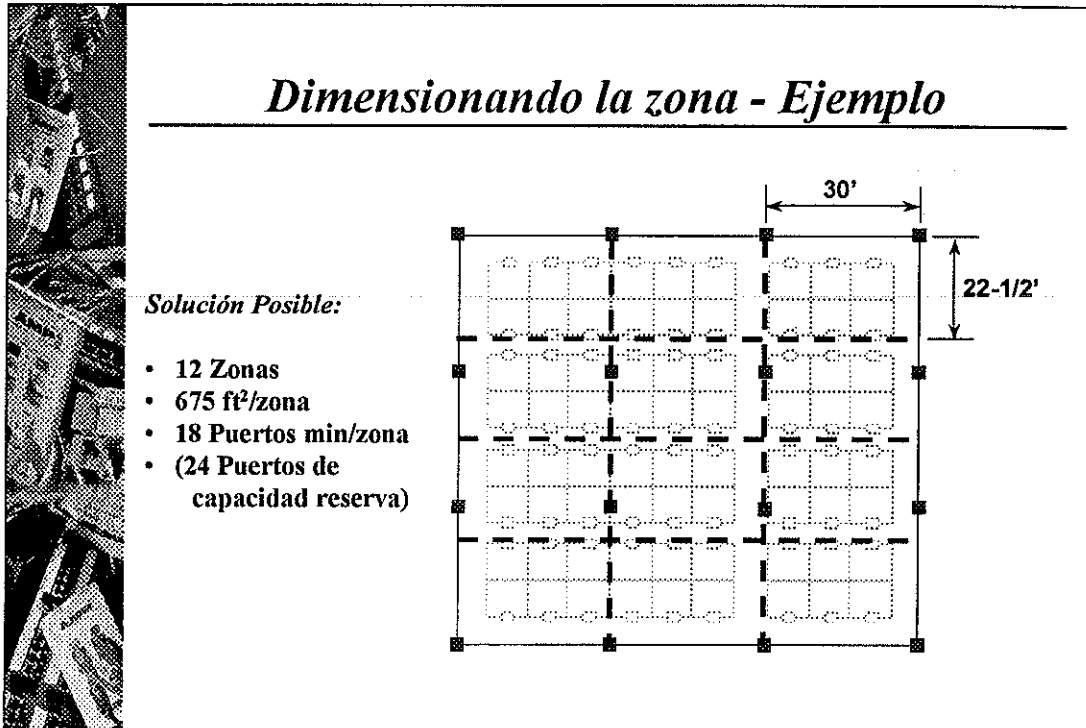 Dimensionando la zona - Ejemplo
30'
22-1/2'
Solución Posible:
• 12 Zonas
• 675 ft²/zona
• 18 Puertos min/zona
• (24 Puertos de
capacidad reserva)